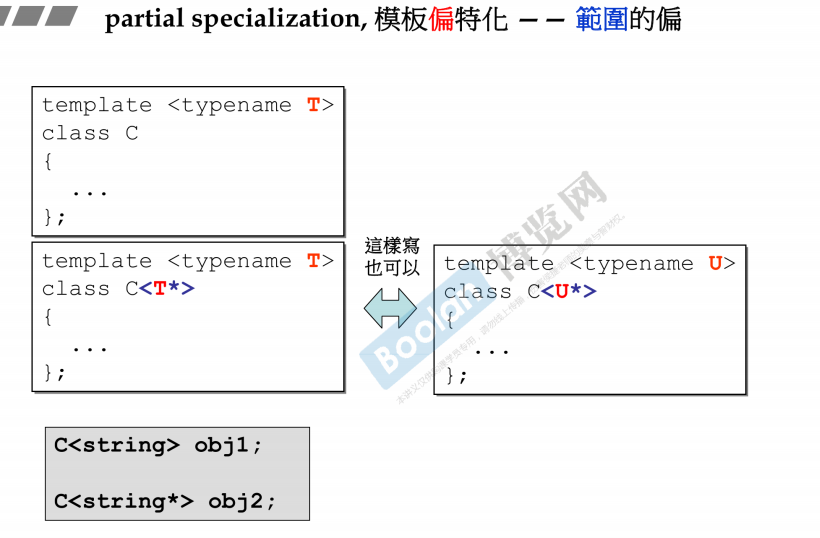 partial specialization, 模板偏特化 —— 範圍的偏
template <typename T>
class C
{
...
};
template <typename T>
class C<T*>
{
...
};
這樣寫
也可以
template <typename U>
class C<U*>
{
...
};
C<string> obj1;
C<string*> obj2;
Boolan 博览网